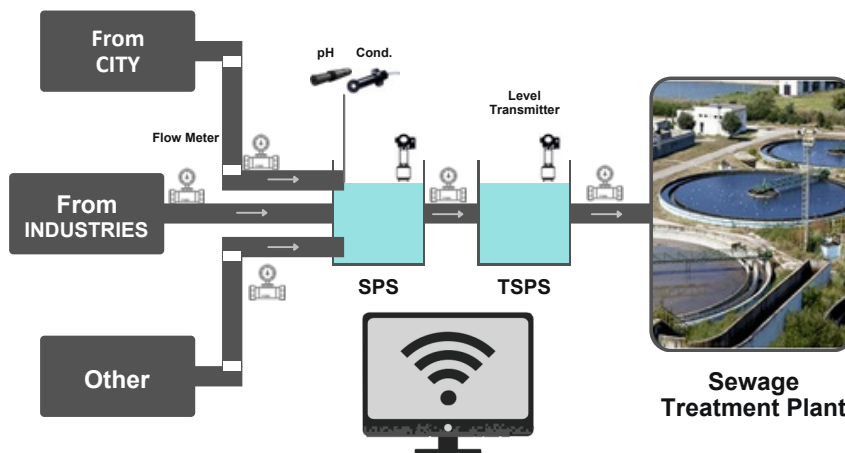 From
CITY
pH
Cond.
Level
Transmitter
Flow Meter
From
INDUSTRIES
SPS
TSPS
Other
Sewage
Treatment Plant